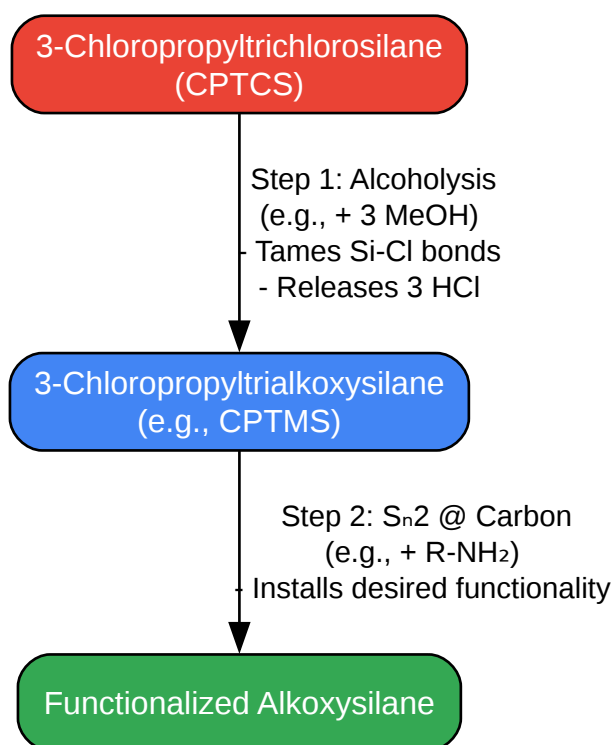 3-Chloropropyltrichlorosilane
(CPTCS)
Step 1: Alcoholysis
(e.g., + 3 MeOH)
- Tames Si-Cl bonds
- Releases 3 HCl
3-Chloropropyltrialkoxysilane
(e.g., CPTMS)
Step 2: Sₙ2 @ Carbon
(e.g., + R-NH₂)
- Installs desired functionality
Functionalized Alkoxysilane